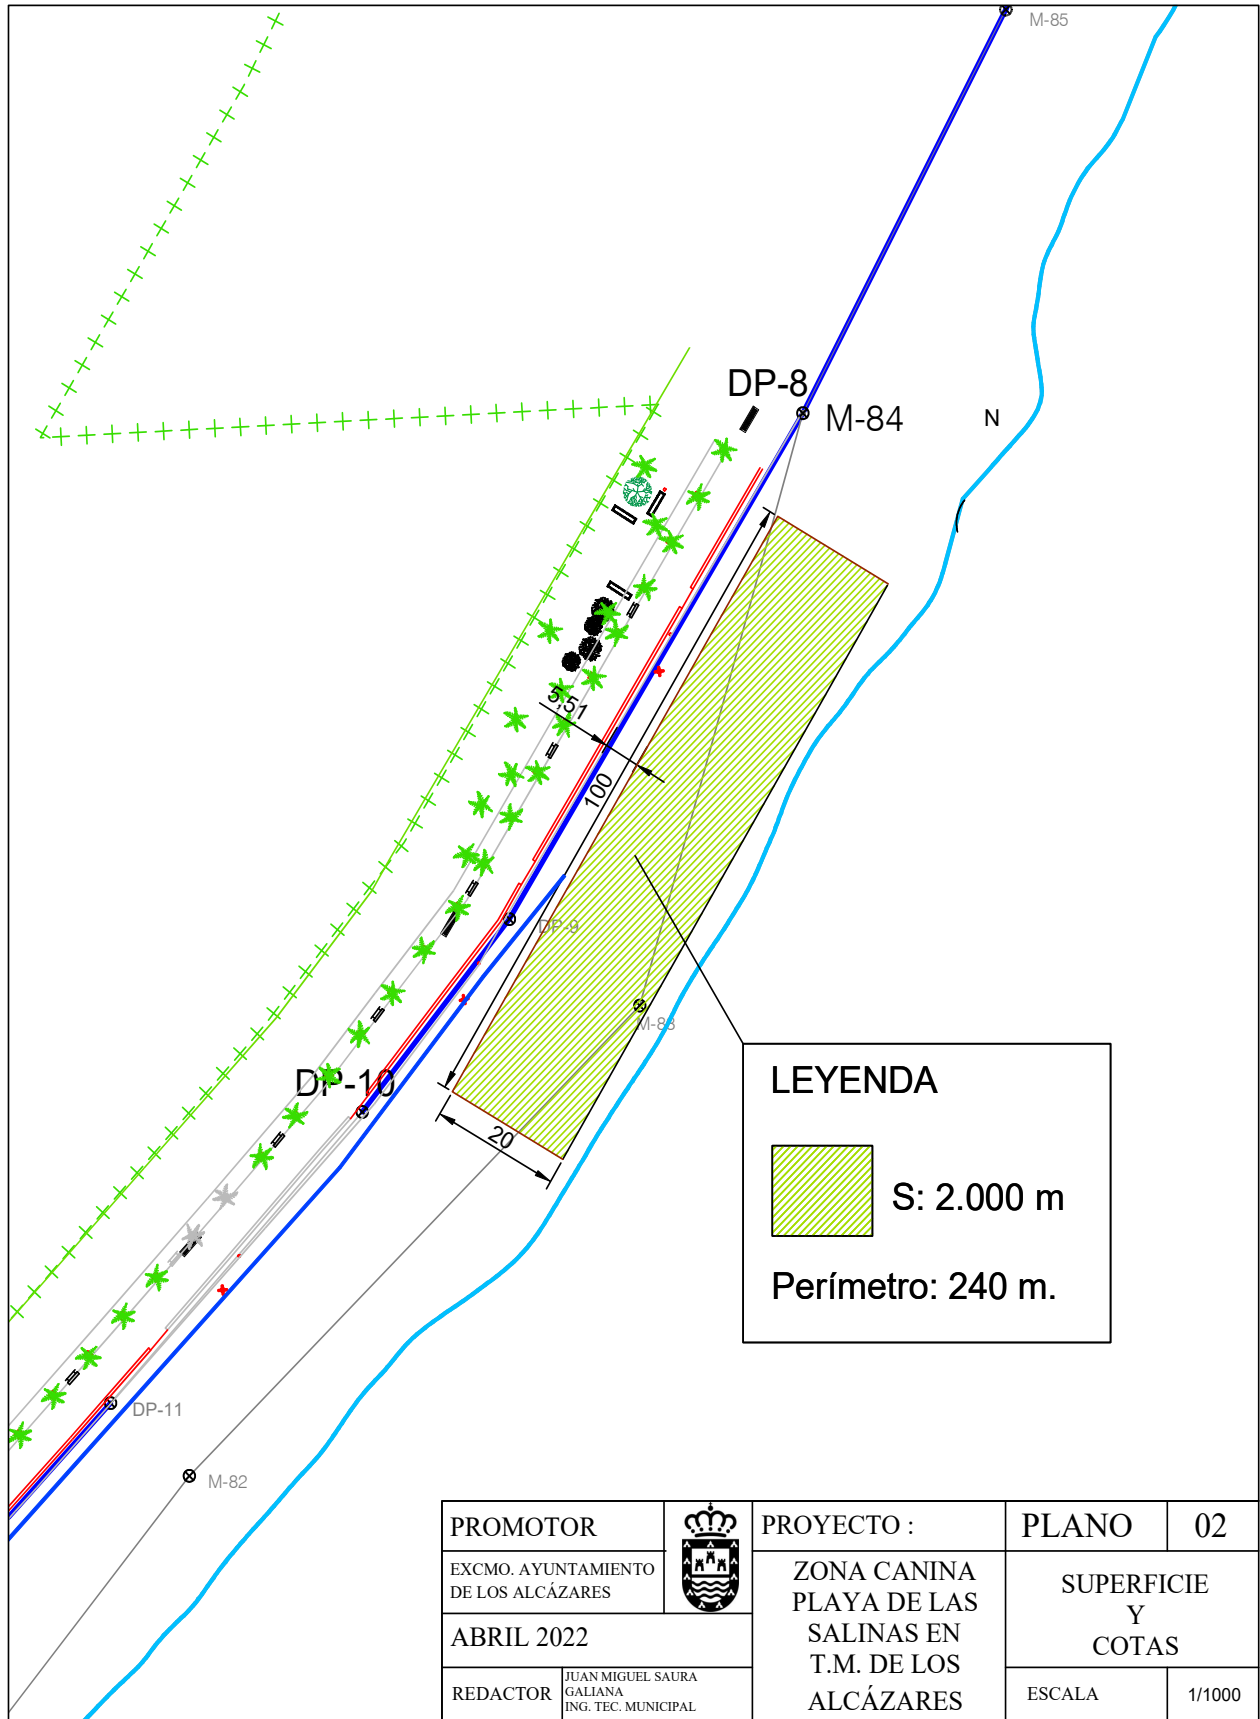 M-85
DP-8
M-84
N
5,51
100
DP-9
M-83
DP-10
20
LEYENDA
S: 2.000 m
Perímetro: 240 m.
DP-11
M-82
PROMOTOR
EXCMO. AYUNTAMIENTO
DE LOS ALCÁZARES
ABRIL 2022
REDACTOR
JUAN MIGUEL SAURA
GALIANA
ING. TEC. MUNICIPAL
PROYECTO :
ZONA CANINA
PLAYA DE LAS
SALINAS EN
T.M. DE LOS
ALCÁZARES
PLANO 02
SUPERFICIE
Y
COTAS
ESCALA 1/1000